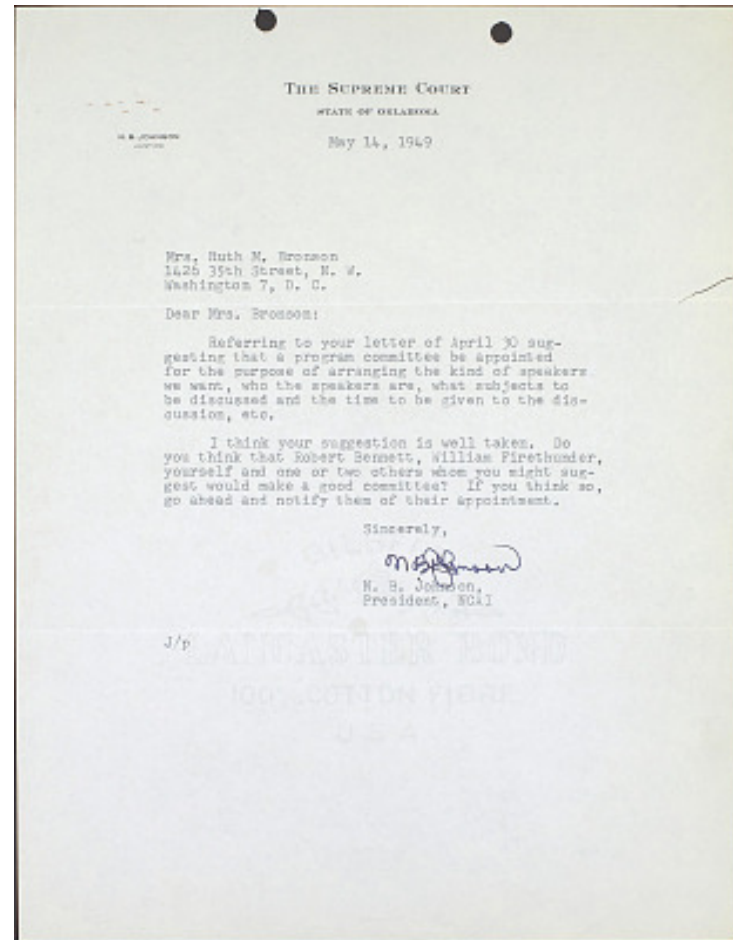 THE SUPREME COURT
STATE OF OKLAHOMA
N. B. JOHNSON
JUSTICE
May 14, 1949
Mrs. Ruth M. Bronson
1426 35th Street, N. W.
Washington 7, D. C.
Dear Mrs. Bronson:
Referring to your letter of April 30 sug-
gesting that a program committee be appointed
for the purpose of arranging the kind of speakers
we want, who the speakers are, what subjects to
be discussed and the time to be given to the dis-
cussion, etc.
I think your suggestion is well taken. Do
you think that Robert Bennett, William Firethunder,
yourself and one or two others whom you might sug-
gest would make a good committee? If you think so,
go ahead and notify them of their appointment.
Sincerely,
N B Johnson
N. B. Johnson,
President, NCAI
J/p